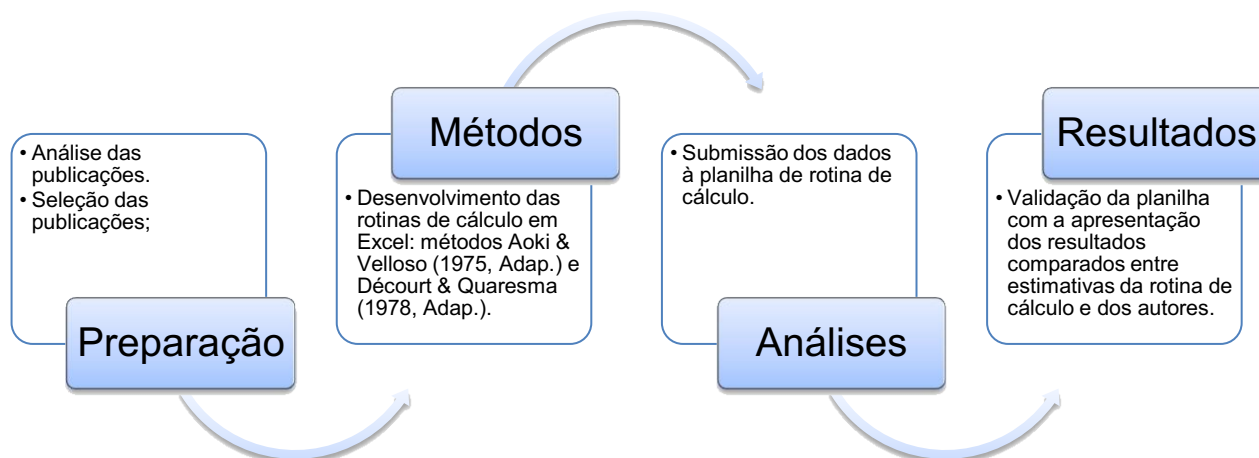 • Análise das
publicações.
• Seleção das
publicações;
Preparação
Métodos
• Desenvolvimento das
rotinas de cálculo em
Excel: métodos Aoki &
Velloso (1975, Adap.) e
Décourt & Quaresma
(1978, Adap.).
• Submissão dos dados
à planilha de rotina de
cálculo.
Análises
Resultados
• Validação da planilha
com a apresentação
dos resultados
comparados entre
estimativas da rotina de
cálculo e dos autores.